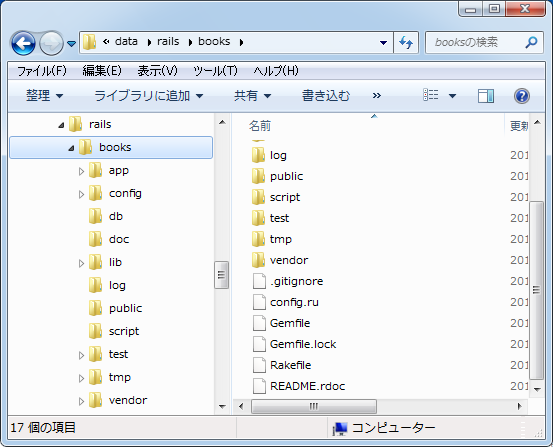 « data rails books booksの検索
ファイル(F) 編集(E) 表示(V) ツール(T) ヘルプ(H)
整理 ライブラリに追加 共有 書き込む »
rails
books
app
config
db
doc
lib
log
public
script
test
tmp
vendor
名前 更新
log 201
public 201
script 201
test 201
tmp 201
vendor 201
.gitignore 201
config.ru 201
Gemfile 201
Gemfile.lock 201
Rakefile 201
README.rdoc 201
17 個の項目 コンピューター